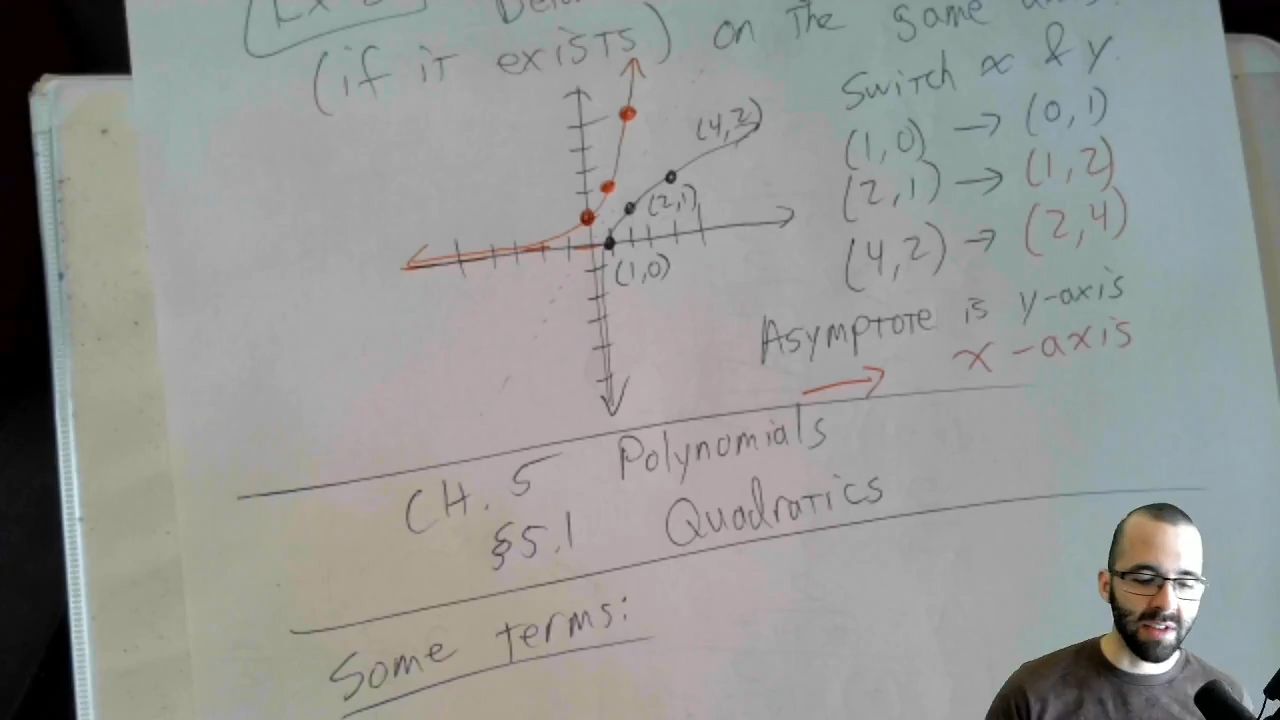 Ex
(if it exists) on the same
Switch x & y.
(1,0) → (0,1)
(2,1) → (1,2)
(4,2) → (2,4)
(4,2)
(2,1)
(1,0)
Asymptote is y-axis
→ x-axis
CH. 5 Polynomials
§5.1 Quadratics
Some terms: